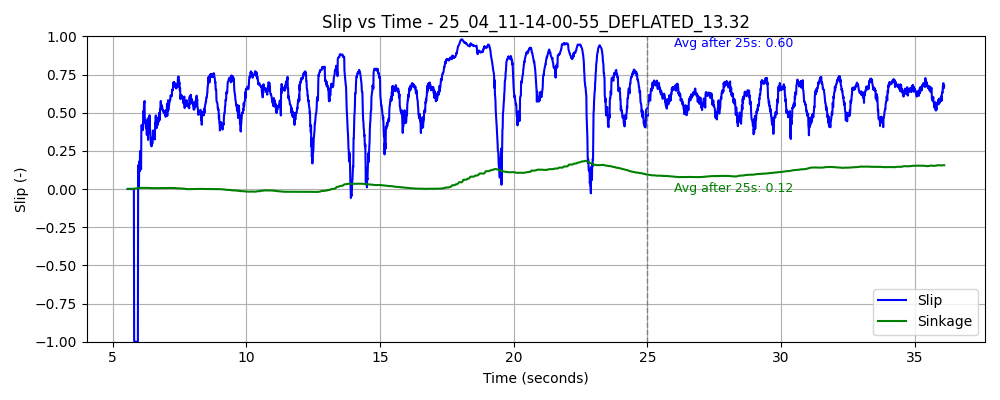 Slip vs Time - 25_04_11-14-00-55_DEFLATED_13.32
Avg after 25s: 0.60
1.00
0.75
0.50
0.25
0.00
−0.25
−0.50
−0.75
−1.00
Slip (-)
Avg after 25s: 0.12
Slip
Sinkage
5 10 15 20 25 30 35
Time (seconds)